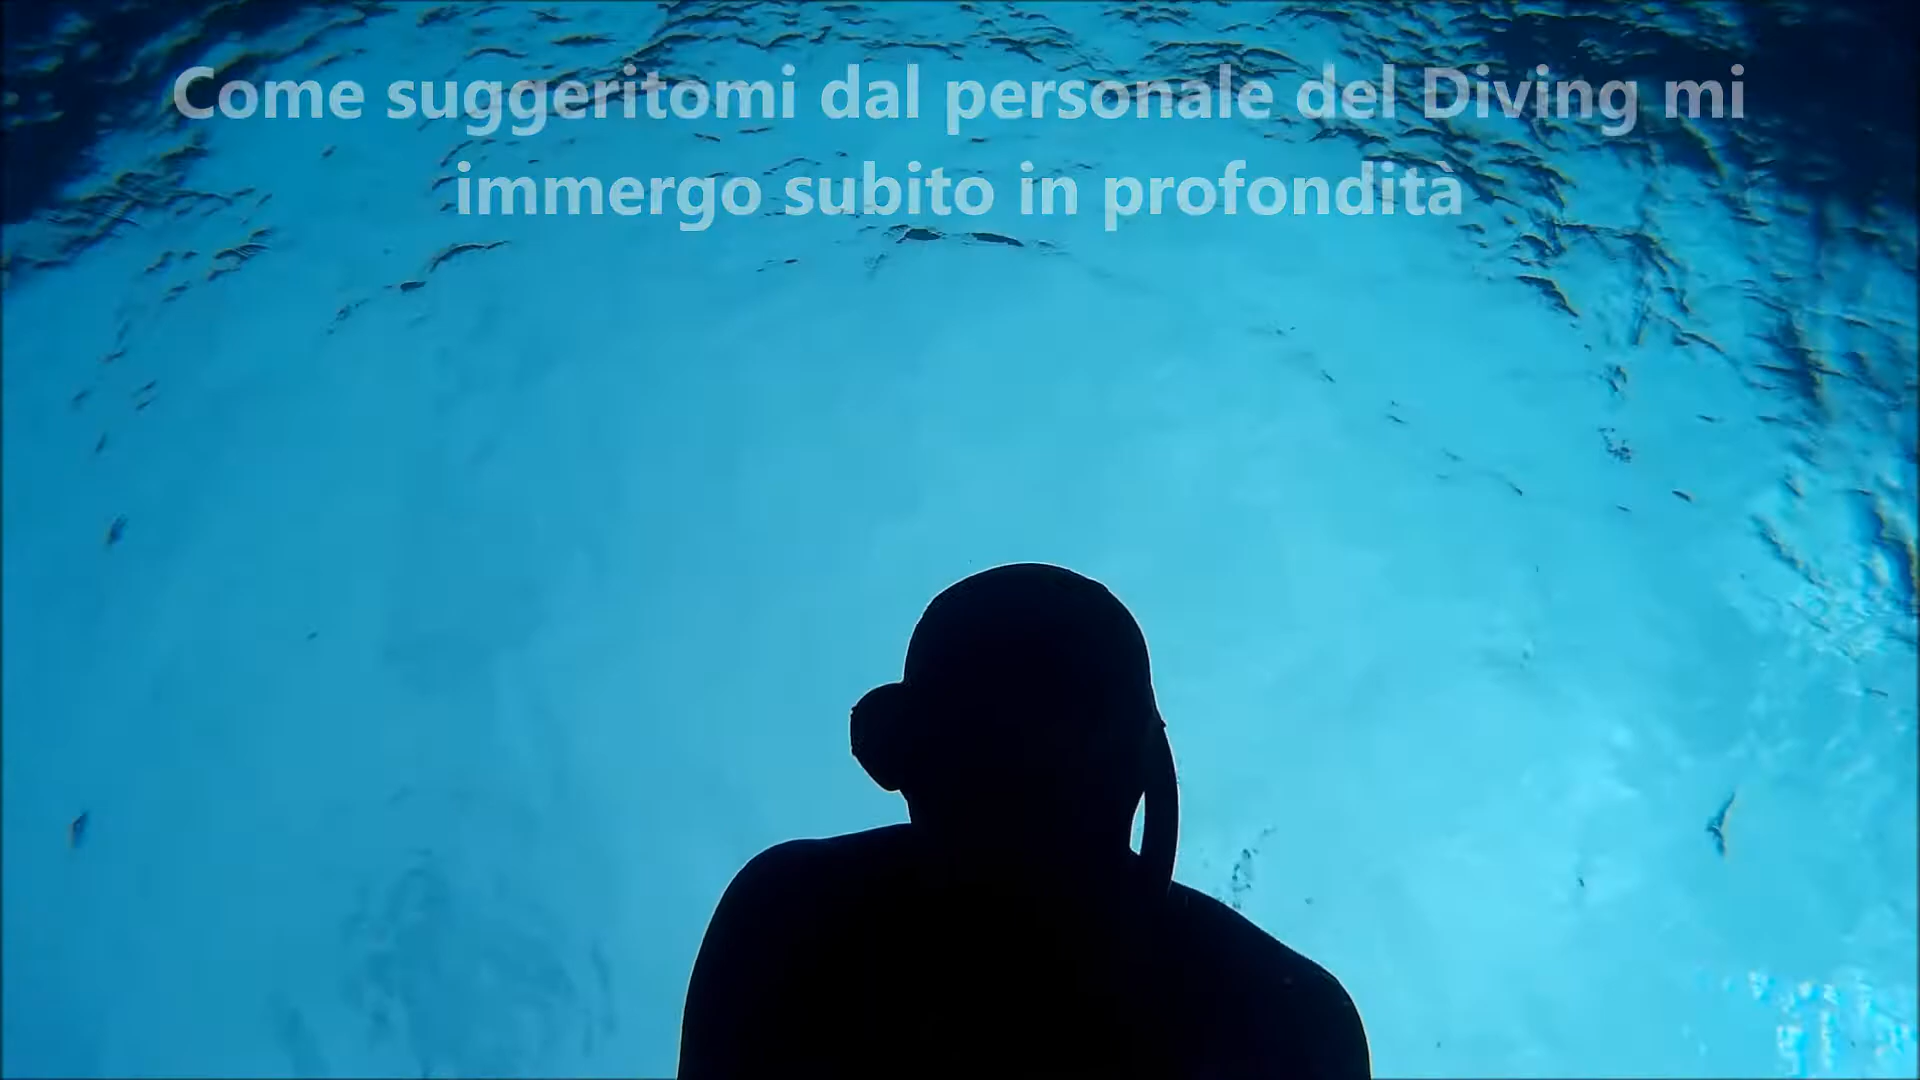 Come suggeritomi dal personale del Diving mi
immergo subito in profondità